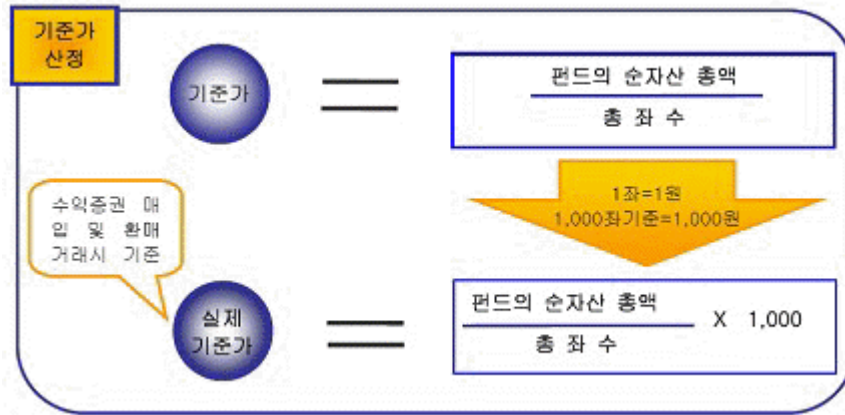 기준가
산정
기준가
펀드의 순자산 총액
총 좌 수
1좌=1원
1,000좌기준=1,000원
수익증권 매
입 및 환매
거래시 기준
실제
기준가
펀드의 순자산 총액
X 1,000
총 좌 수